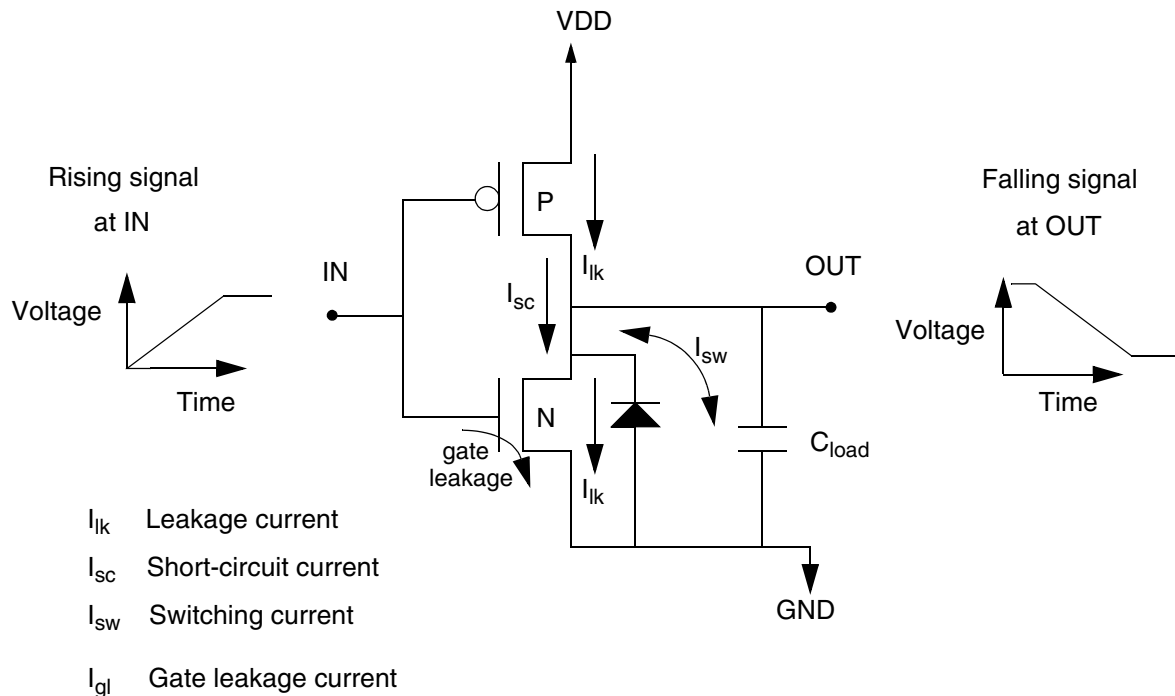 VDD
Rising signal
at IN
Falling signal
at OUT
P
I_lk
IN
OUT
I_sc
Voltage
Voltage
I_sw
Time
Time
N
gate
leakage
C_load
I_lk
I_lk Leakage current
I_sc Short-circuit current
I_sw Switching current
GND
I_gl Gate leakage current